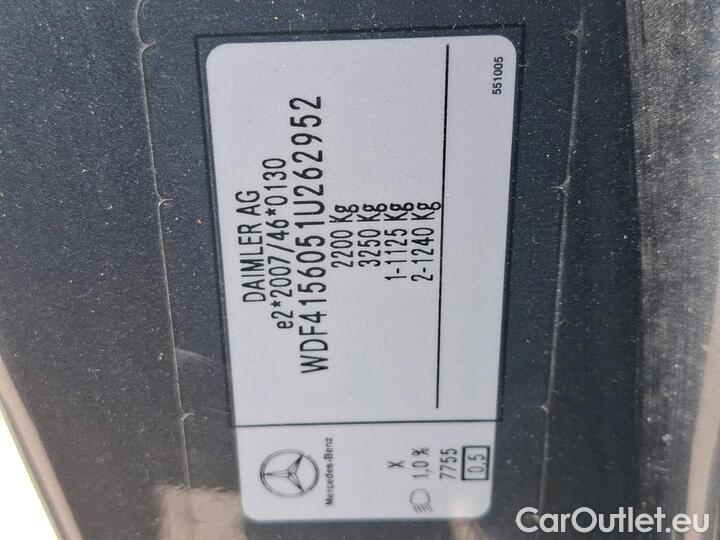 DAIMLER AG
e2*2007/46*0130
WDF4156051U262952
2200 Kg
3250 Kg
1-1125 Kg
2-1240 Kg
551005
Mercedes-Benz
X
1,0 %
7755
0,5
CarOutlet.eu